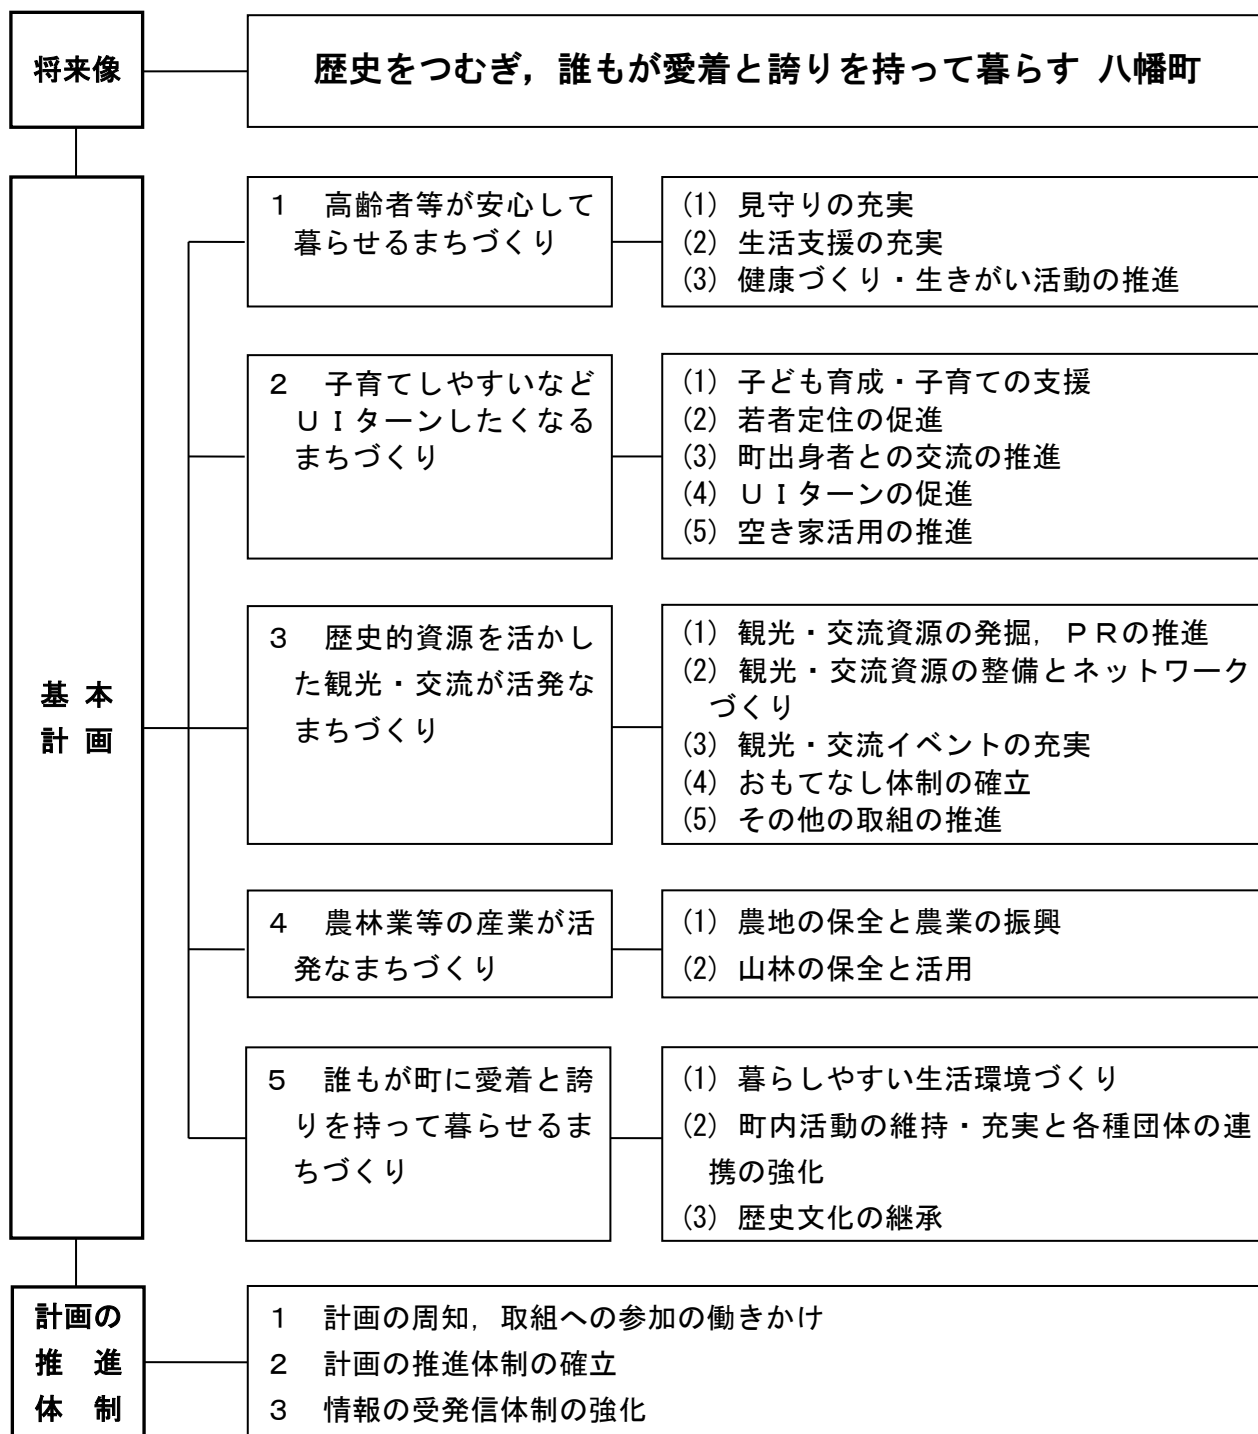 将来像
歴史をつむぎ，誰もが愛着と誇りを持って暮らす 八幡町
基 本
計 画
１　高齢者等が安心して
暮らせるまちづくり
(1) 見守りの充実
(2) 生活支援の充実
(3) 健康づくり・生きがい活動の推進
２　子育てしやすいなど
ＵＩターンしたくなる
まちづくり
(1) 子ども育成・子育ての支援
(2) 若者定住の促進
(3) 町出身者との交流の推進
(4) ＵＩターンの促進
(5) 空き家活用の推進
３　歴史的資源を活かし
た観光・交流が活発な
まちづくり
(1) 観光・交流資源の発掘，ＰＲの推進
(2) 観光・交流資源の整備とネットワーク
づくり
(3) 観光・交流イベントの充実
(4) おもてなし体制の確立
(5) その他の取組の推進
４　農林業等の産業が活
発なまちづくり
(1) 農地の保全と農業の振興
(2) 山林の保全と活用
５　誰もが町に愛着と誇
りを持って暮らせるま
ちづくり
(1) 暮らしやすい生活環境づくり
(2) 町内活動の維持・充実と各種団体の連
携の強化
(3) 歴史文化の継承
計画の
推　進
体　制
１　計画の周知，取組への参加の働きかけ
２　計画の推進体制の確立
３　情報の受発信体制の強化